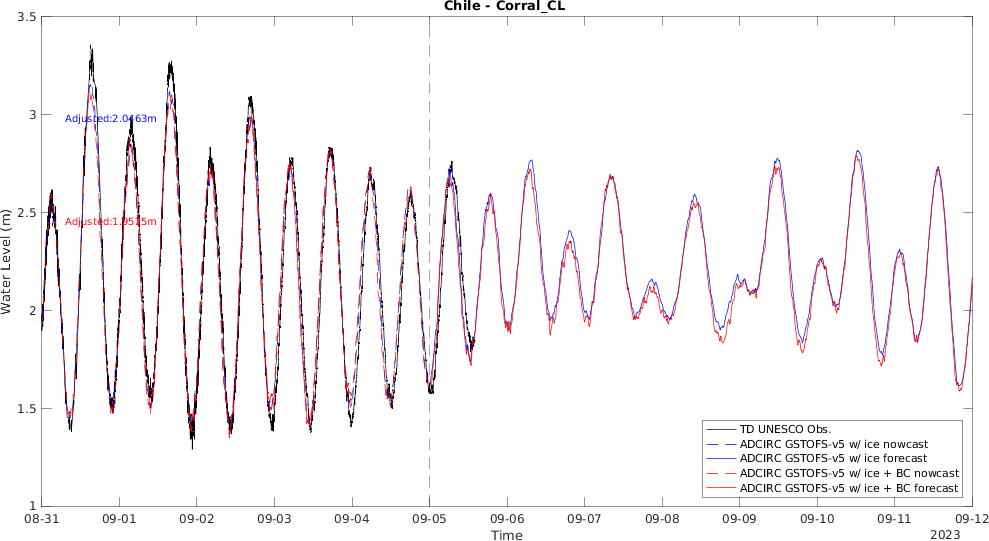 Chile - Corral_CL
3.5
3
2.5
2
1.5
1
Water Level (m)
Adjusted:2.0463m
Adjusted:1.9525m
TD UNESCO Obs.
ADCIRC GSTOFS-v5 w/ ice nowcast
ADCIRC GSTOFS-v5 w/ ice forecast
ADCIRC GSTOFS-v5 w/ ice + BC nowcast
ADCIRC GSTOFS-v5 w/ ice + BC forecast
08-31 09-01 09-02 09-03 09-04 09-05 09-06 09-07 09-08 09-09 09-10 09-11 09-12
Time
2023